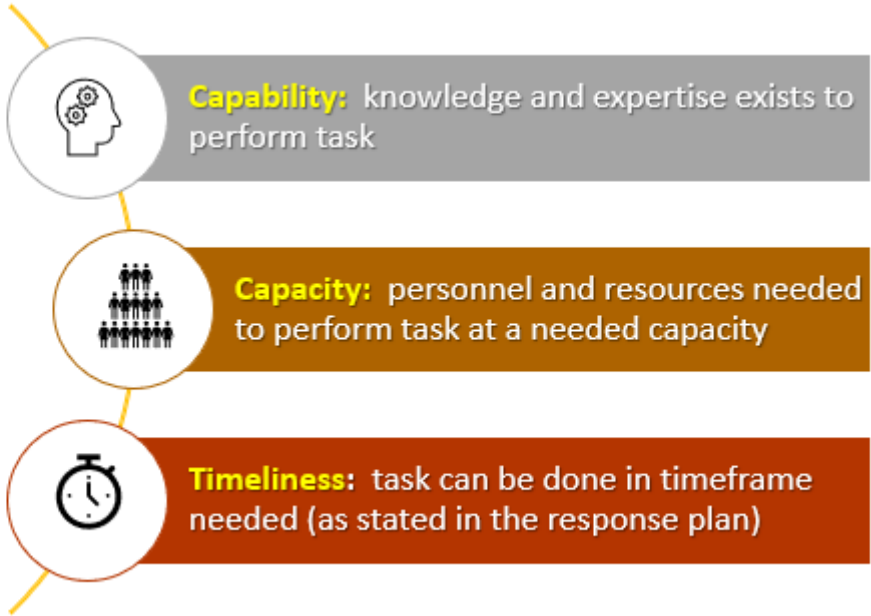 Capability: knowledge and expertise exists to
perform task
Capacity: personnel and resources needed
to perform task at a needed capacity
Timeliness: task can be done in timeframe
needed (as stated in the response plan)